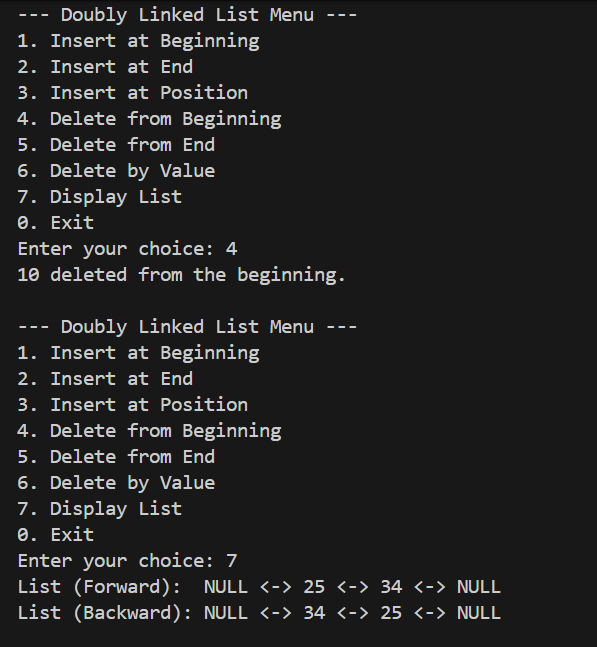 --- Doubly Linked List Menu ---
1. Insert at Beginning
2. Insert at End
3. Insert at Position
4. Delete from Beginning
5. Delete from End
6. Delete by Value
7. Display List
0. Exit
Enter your choice: 4
10 deleted from the beginning.

--- Doubly Linked List Menu ---
1. Insert at Beginning
2. Insert at End
3. Insert at Position
4. Delete from Beginning
5. Delete from End
6. Delete by Value
7. Display List
0. Exit
Enter your choice: 7
List (Forward):  NULL <-> 25 <-> 34 <-> NULL
List (Backward): NULL <-> 34 <-> 25 <-> NULL